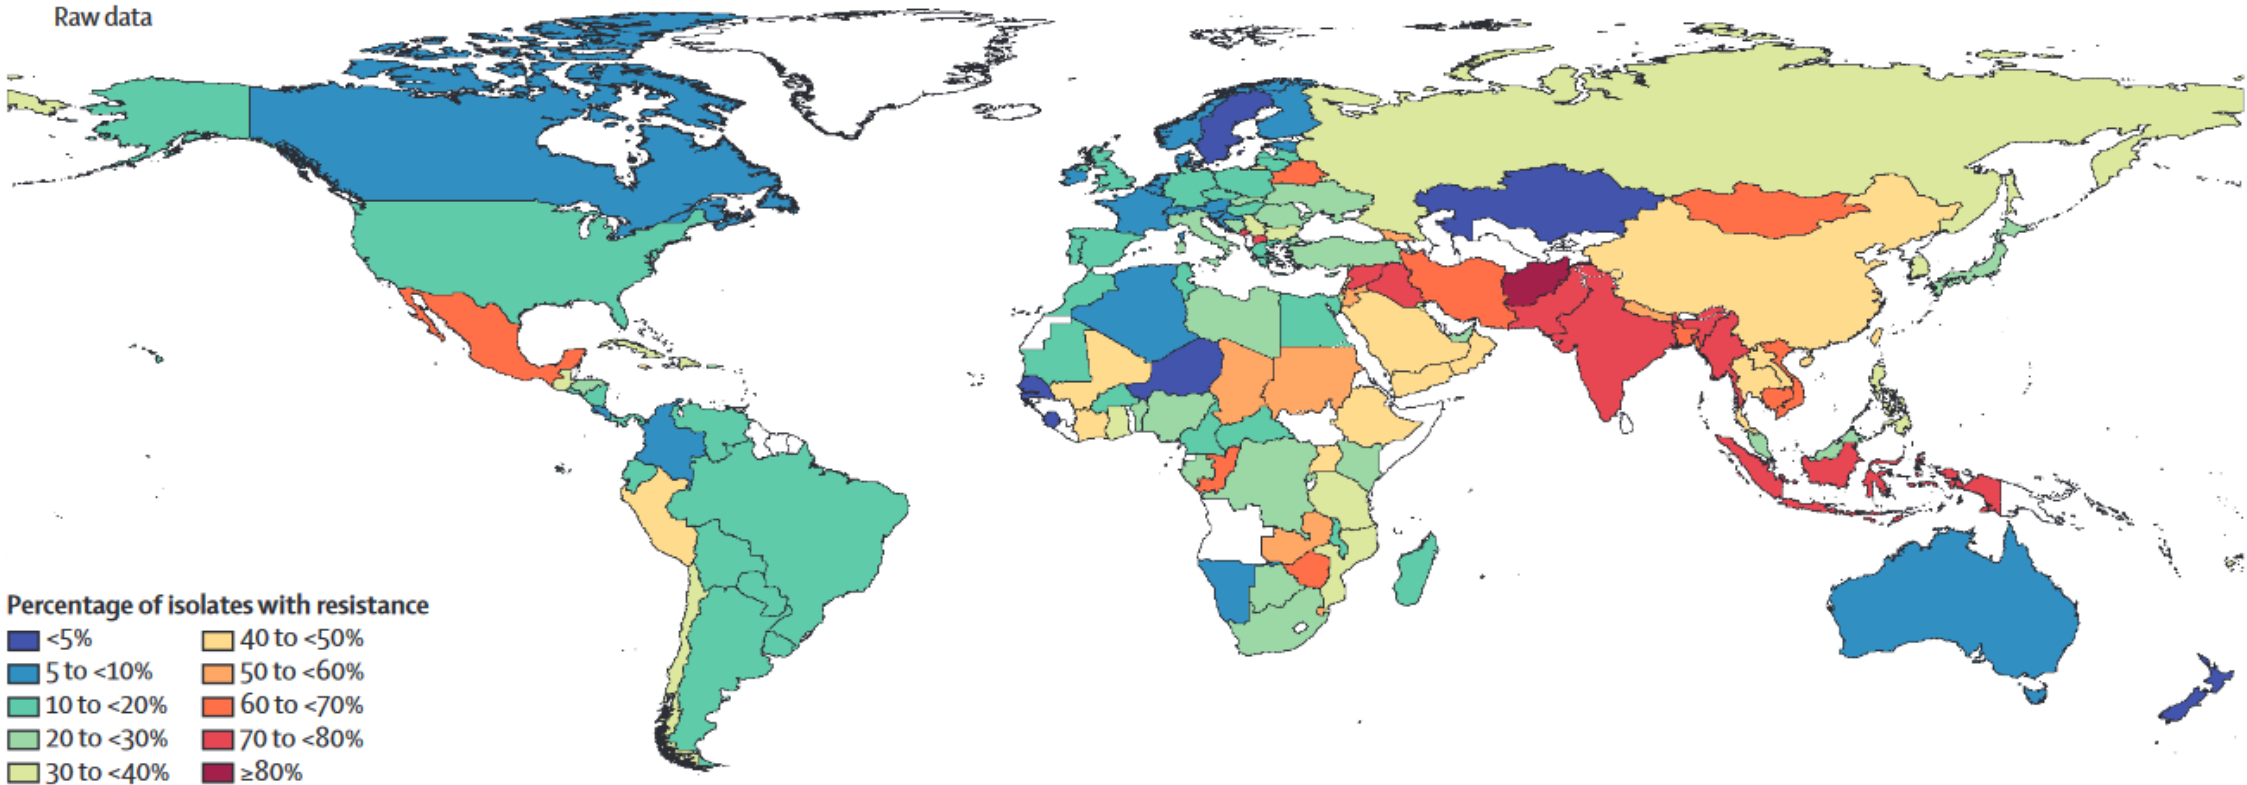 Raw data
Percentage of isolates with resistance
<5%
5 to <10%
10 to <20%
20 to <30%
30 to <40%
40 to <50%
50 to <60%
60 to <70%
70 to <80%
≥80%